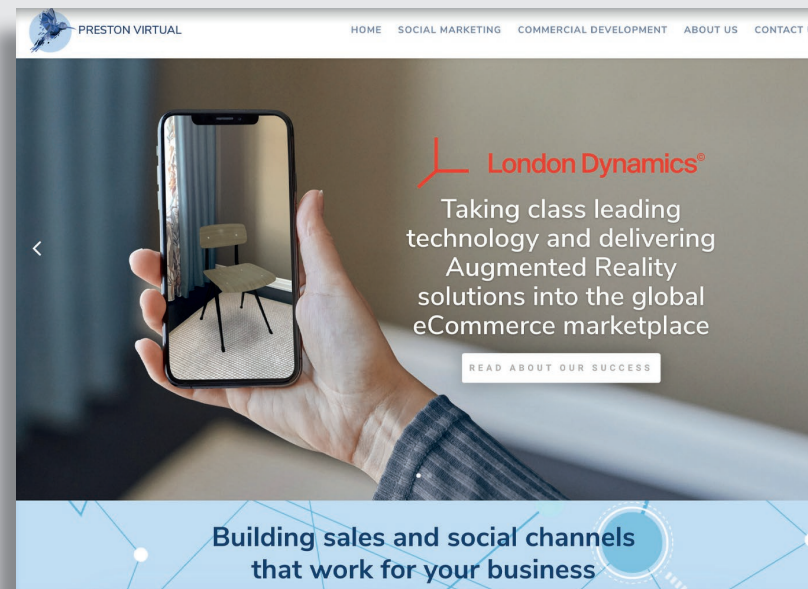 PRESTON VIRTUAL
HOME SOCIAL MARKETING COMMERCIAL DEVELOPMENT ABOUT US CONTACT
London Dynamics©
Taking class leading
technology and delivering
Augmented Reality
solutions into the global
eCommerce marketplace
READ ABOUT OUR SUCCESS
Building sales and social channels
that work for your business